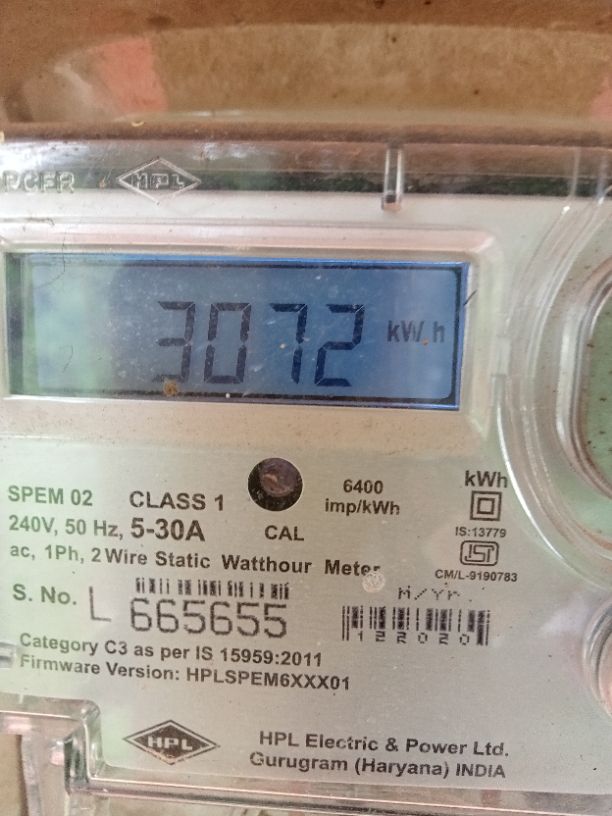 HPL
3072 kWh
SPEM 02 CLASS 1 6400 imp/kWh kWh
240V, 50 Hz, 5-30A CAL IS:13779
ac, 1Ph, 2 Wire Static Watthour Meter CM/L-9190783
S. No. L 665655 M/Yr.
122020
Category C3 as per IS 15959:2011
Firmware Version: HPLSPEM6XXX01
HPL HPL Electric & Power Ltd.
Gurugram (Haryana) INDIA